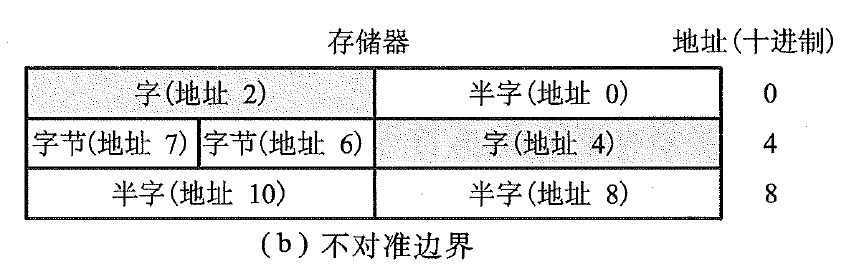 存储器 地址(十进制)
字(地址 2) 半字(地址 0) 0
字节(地址 7) 字节(地址 6) 字(地址 4) 4
半字(地址 10) 半字(地址 8) 8
(b) 不对准边界